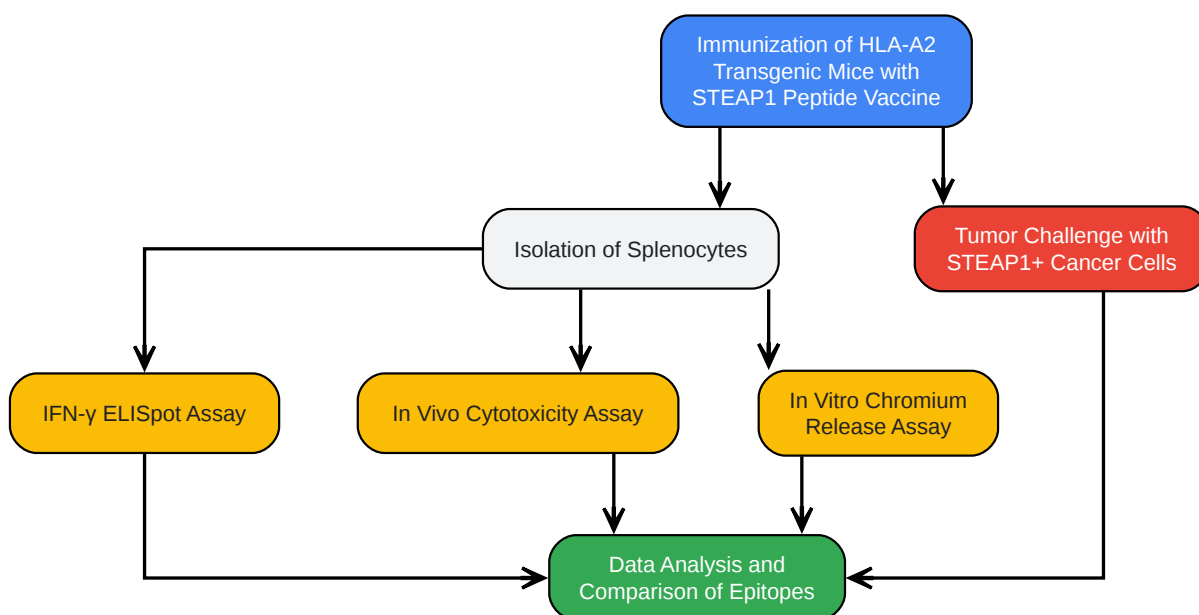 Immunization of HLA-A2
Transgenic Mice with
STEAP1 Peptide Vaccine
Isolation of Splenocytes
Tumor Challenge with
STEAP1+ Cancer Cells
IFN-γ ELISpot Assay
In Vivo Cytotoxicity Assay
In Vitro Chromium
Release Assay
Data Analysis and
Comparison of Epitopes